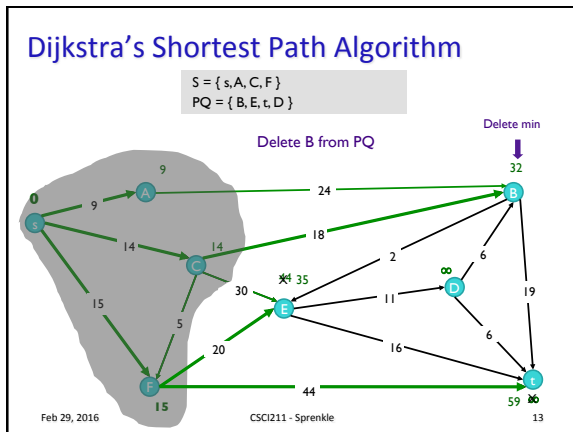 Dijkstra's Shortest Path Algorithm
S = { s, A, C, F }
PQ = { B, E, t, D }
Delete B from PQ
Delete min
32
9
0
A
24
B
s
9
14
14
18
C
2
∞
6
44 35
15
30
E
11
D
19
5
16
6
20
F
44
t
15
59 ∞
Feb 29, 2016
CSCI211 - Sprenkle
13